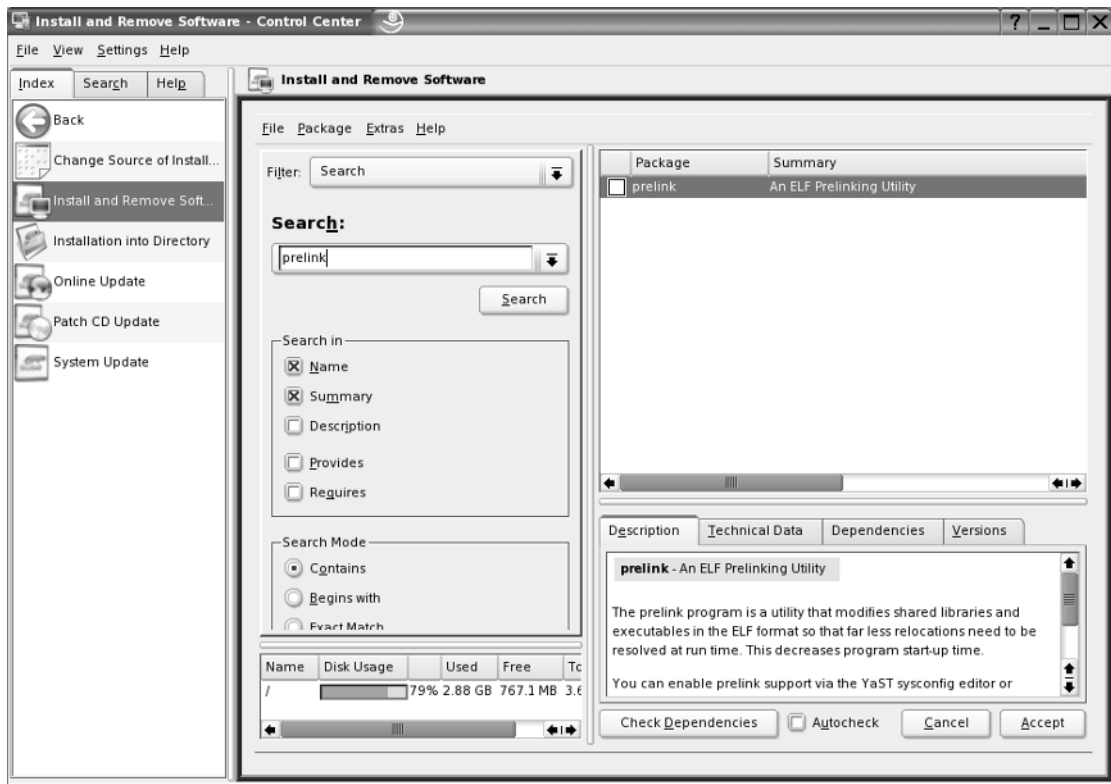 Install and Remove Software - Control Center
File View Settings Help
Index Search Help
Back
Change Source of Install...
Install and Remove Soft...
Installation into Directory
Online Update
Patch CD Update
System Update
Install and Remove Software
File Package Extras Help
Filter: Search
Search:
prelink
Search
Search in
Name
Summary
Description
Provides
Requires
Search Mode
Contains
Begins with
Exact Match
Name Disk Usage Used Free
/ 79% 2.88 GB 767.1 MB
Package Summary
prelink An ELF Prelinking Utility
Description Technical Data Dependencies Versions
prelink - An ELF Prelinking Utility
The prelink program is a utility that modifies shared libraries and
executables in the ELF format so that far less relocations need to be
resolved at run time. This decreases program start-up time.
You can enable prelink support via the YaST sysconfig editor or
Check Dependencies Autocheck Cancel Accept